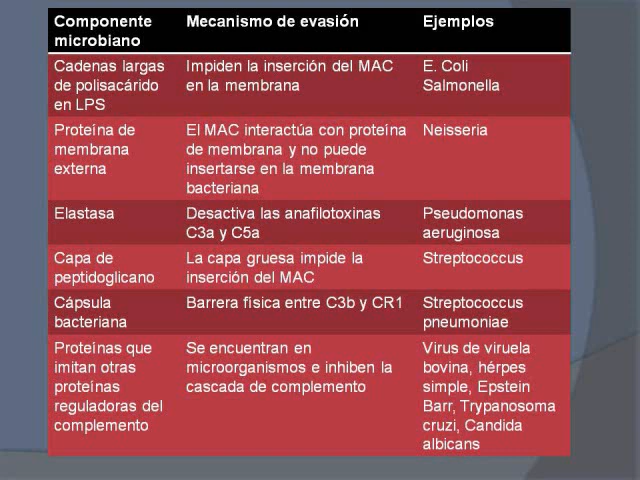 Componente microbiano
Mecanismo de evasión
Ejemplos
Cadenas largas
de polisacárido
en LPS
Impiden la inserción del MAC
en la membrana
E. Coli
Salmonella
Proteína de
membrana
externa
El MAC interactúa con proteína
de membrana y no puede
insertarse en la membrana
bacteriana
Neisseria
Elastasa
Desactiva las anafilotoxinas
C3a y C5a
Pseudomonas
aeruginosa
Capa de
peptidoglicano
La capa gruesa impide la
inserción del MAC
Streptococcus
Cápsula
bacteriana
Barrera física entre C3b y CR1
Streptococcus
pneumoniae
Proteínas que
imitan otras
proteínas
reguladoras del
complemento
Se encuentran en
microorganismos e inhiben la
cascada de complemento
Virus de viruela
bovina, hérpes
simple, Epstein
Barr, Trypanosoma
cruzi, Candida
albicans